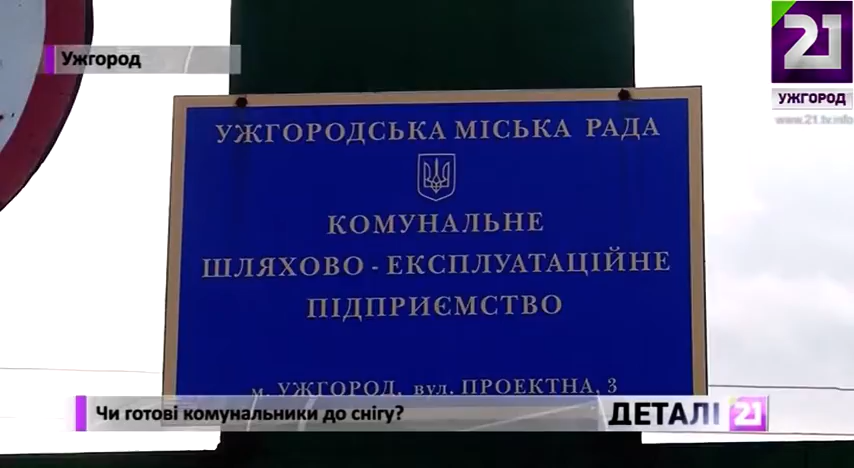 Ужгород
21
УЖГОРОД
www.21.tv.info
УЖГОРОДСЬКА МІСЬКА РАДА
КОМУНАЛЬНЕ
ШЛЯХОВО - ЕКСПЛУАТАЦІЙНЕ
ПІДПРИЄМСТВО
м. УЖГОРОД, вул. ПРОЕКТНА, 3
Чи готові комунальники до снігу?
ДЕТАЛІ 21